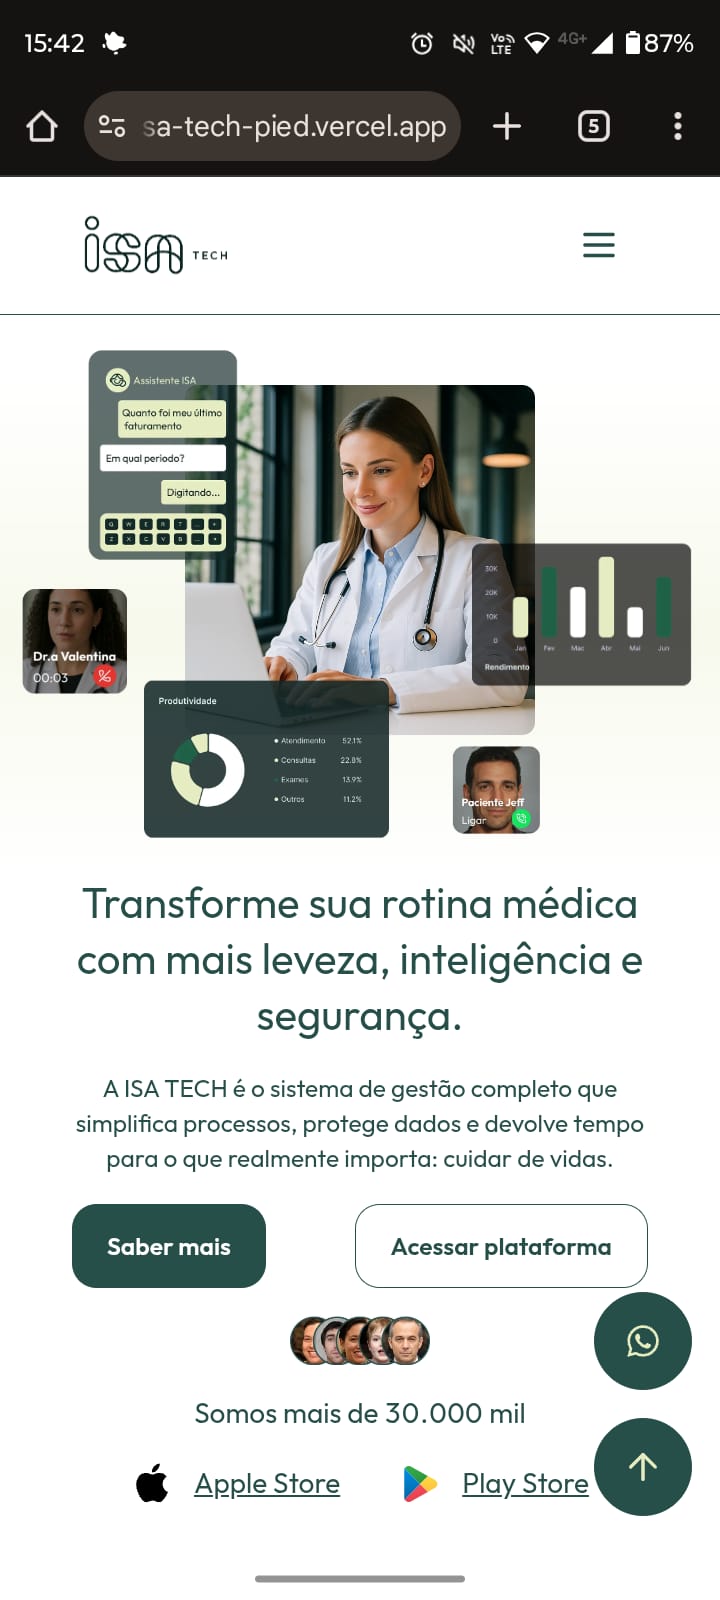 15:42
Vo
LTE
4G+
87%
sa-tech-pied.vercel.app
5
isa TECH
Assistente ISA
Quanto foi meu último
faturamento
Em qual periodo?
Digitando...
Q W E R T
Z X C V B
30K
20K
10K
0
Jan Fev Mac Abr Mai Jun
Rendimento
Dr.a Valentina
00:03
Produtividade
Atendimento 52,1%
Consultas 22.8%
Exames 13.9%
Outros 11.2%
Paciente Jeff
Ligar
Transforme sua rotina médica
com mais leveza, inteligência e
segurança.
A ISA TECH é o sistema de gestão completo que
simplifica processos, protege dados e devolve tempo
para o que realmente importa: cuidar de vidas.
Saber mais
Acessar plataforma
Somos mais de 30.000 mil
Apple Store
Play Store